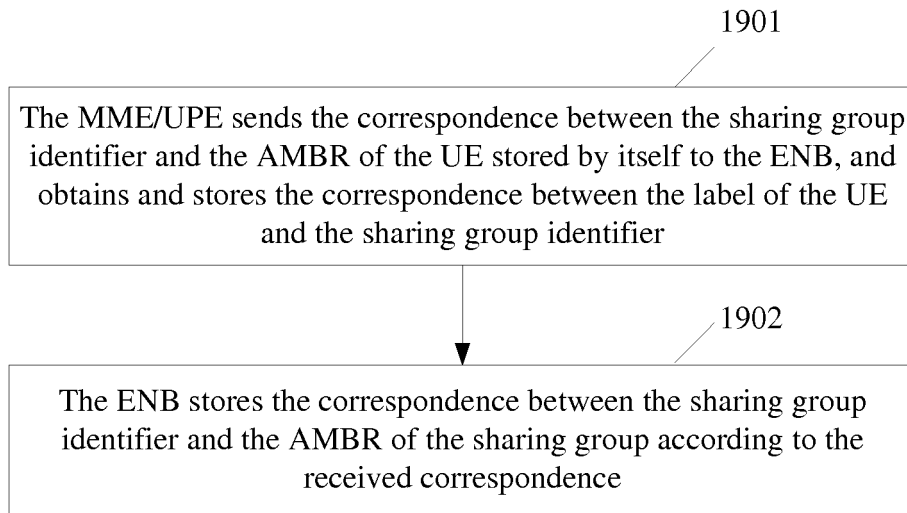 1901
The MME/UPE sends the correspondence between the sharing group
identifier and the AMBR of the UE stored by itself to the ENB, and
obtains and stores the correspondence between the label of the UE
and the sharing group identifier
1902
The ENB stores the correspondence between the sharing group
identifier and the AMBR of the sharing group according to the
received correspondence